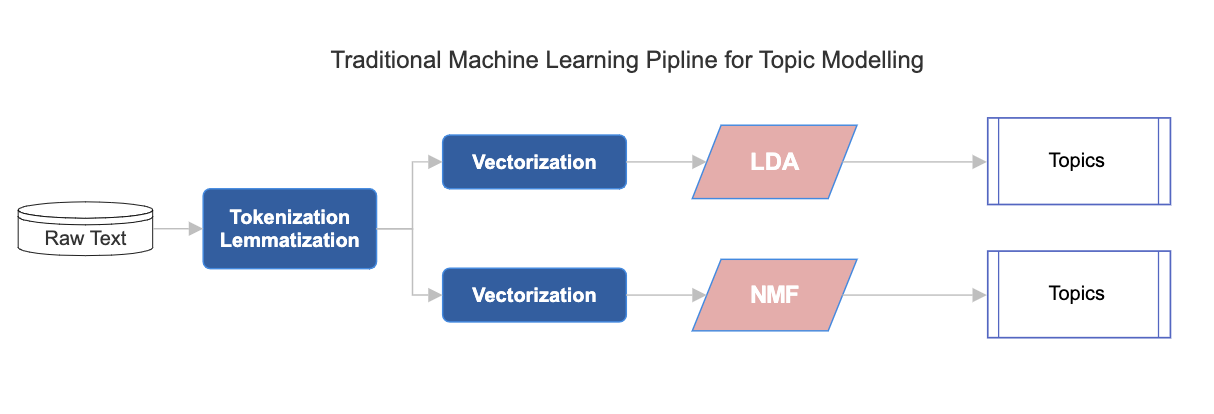 Traditional Machine Learning Pipline for Topic Modelling
Raw Text
Tokenization
Lemmatization
Vectorization
LDA
Topics
Vectorization
NMF
Topics